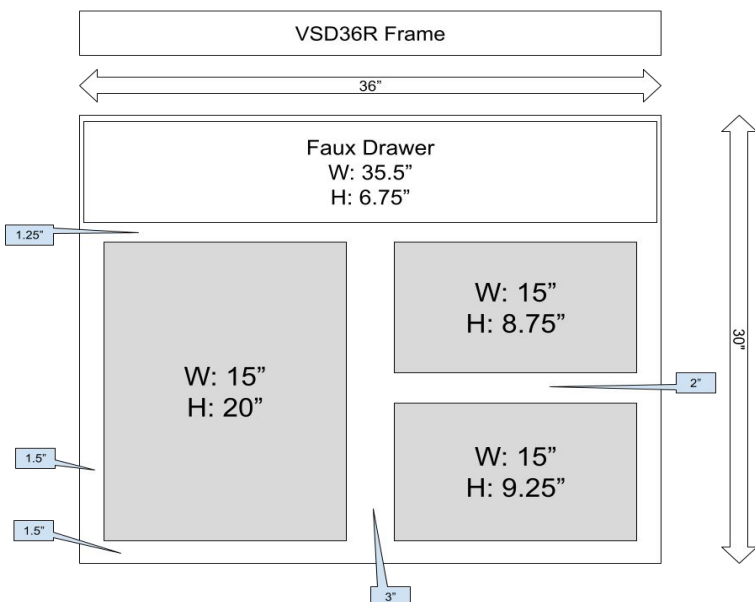 VSD36R Frame
36”
Faux Drawer
W: 35.5”
H: 6.75”
1.25”
W: 15”
H: 8.75”
W: 15”
H: 20”
30"
2”
W: 15”
H: 9.25”
1.5”
1.5”
3”